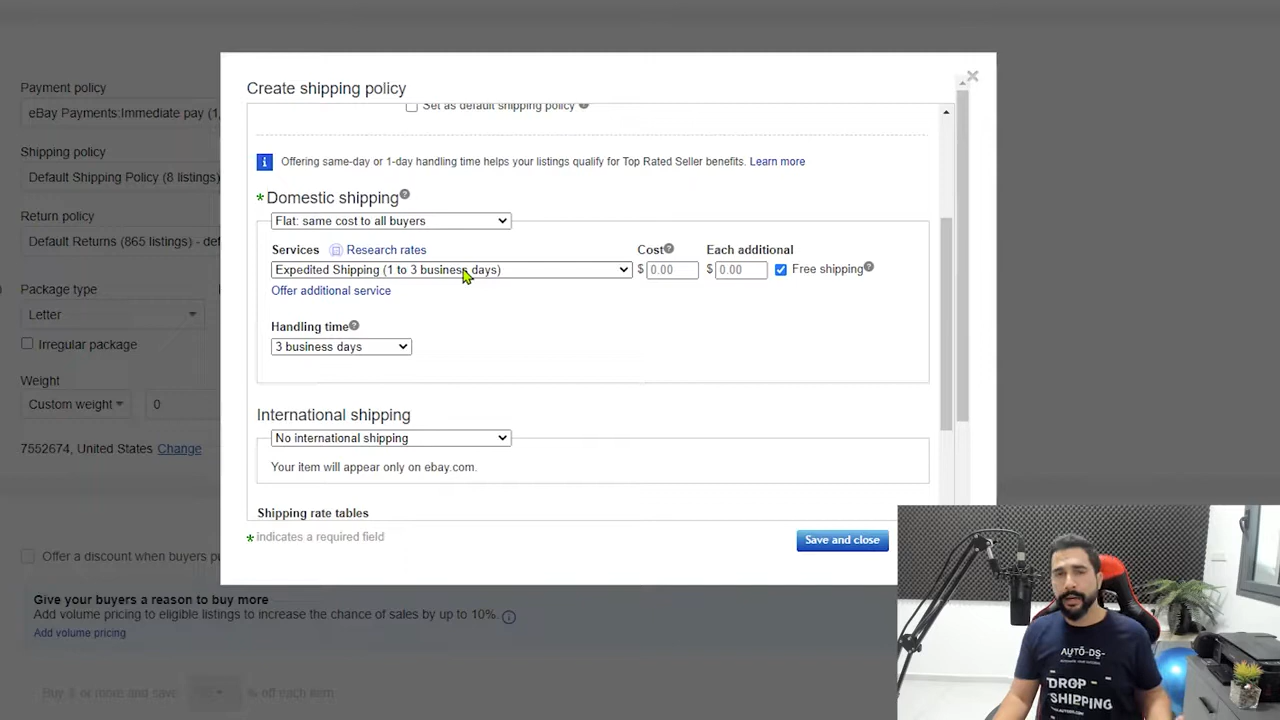 Create shipping policy
Set as default shipping policy
Offering same-day or 1-day handling time helps your listings qualify for Top Rated Seller benefits. Learn more
* Domestic shipping
Flat: same cost to all buyers
Services Research rates Cost Each additional
Expedited Shipping (1 to 3 business days) $ 0.00 $ 0.00 Free shipping
Offer additional service
Handling time
3 business days
International shipping
No international shipping
Your item will appear only on ebay.com.
Shipping rate tables
* indicates a required field
Save and close
Payment policy
eBay Payments:Immediate pay (1,
Shipping policy
Default Shipping Policy (8 listings)
Return policy
Default Returns (865 listings) - def
Package type
Letter
Irregular package
Weight
Custom weight 0
7552674, United States Change
Offer a discount when buyers pu
Give your buyers a reason to buy more
Add volume pricing to eligible listings to increase the chance of sales by up to 10%.
Add volume pricing
or more and save % off each item
AUTO-DS-
DROP
SHIPPING